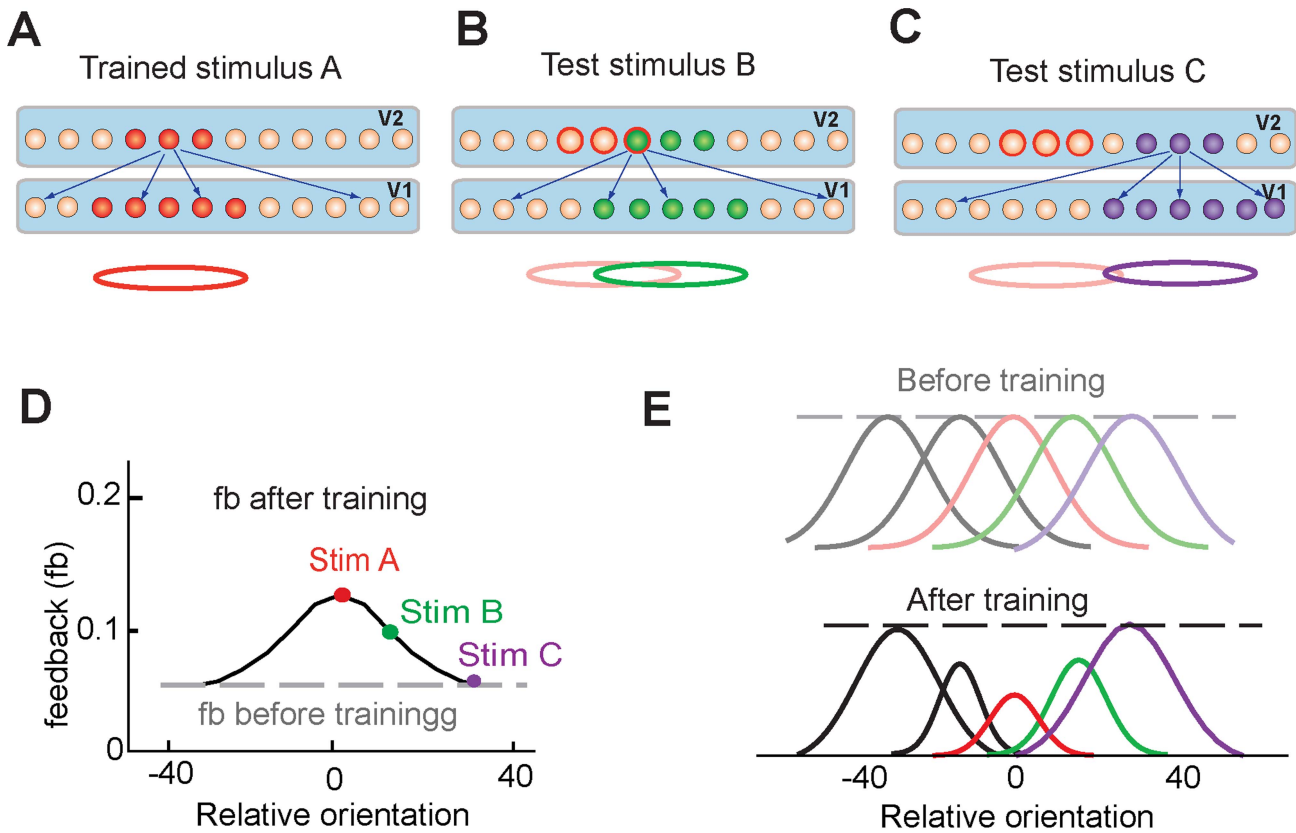 A
Trained stimulus A
V2
V1
B
Test stimulus B
V2
V1
C
Test stimulus C
V2
V1
D
feedback (fb)
0.2
0.1
0
fb after training
Stim A
Stim B
Stim C
fb before trainingg
-40
0
40
Relative orientation
E
Before training
After training
-40
0
40
Relative orientation